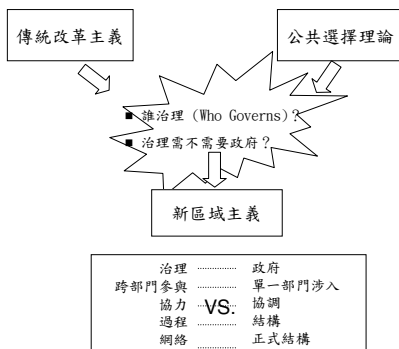 傳統改革主義
公共選擇理論
■ 誰治理 (Who Governs)?
■ 治理需不需要政府?
新區域主義
治理 ………… 政府
跨部門參與 ………… 單一部門涉入
協力 ………… 協調
VS.
過程 ………… 結構
網絡 ………… 正式結構